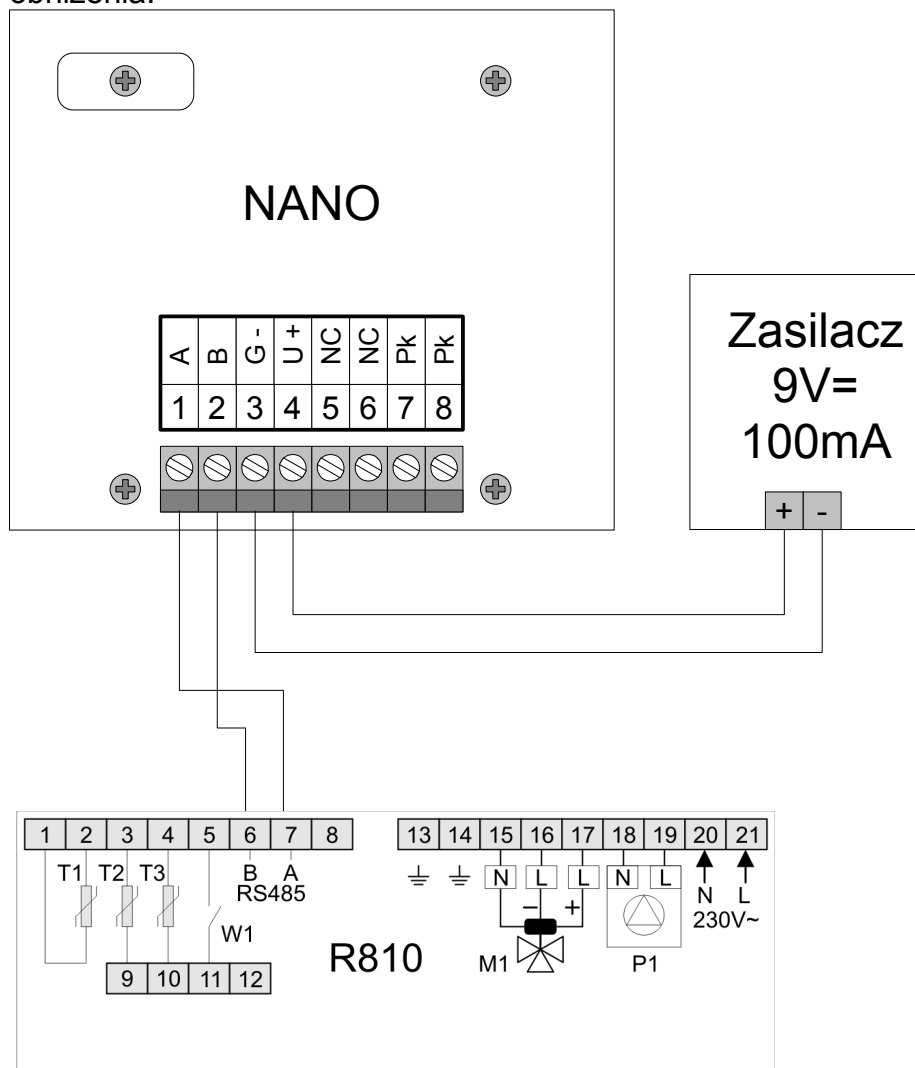 NANO
A B G - U + NC NC Pk Pk
1 2 3 4 5 6 7 8
Zasilacz
9V=
100mA
+ -
1 2 3 4 5 6 7 8
13 14 15 16 17 18 19 20 21
T1 T2 T3 B A
RS485
W1
N L L N L
N L
230V~
- +
R810
M1
P1
9 10 11 12